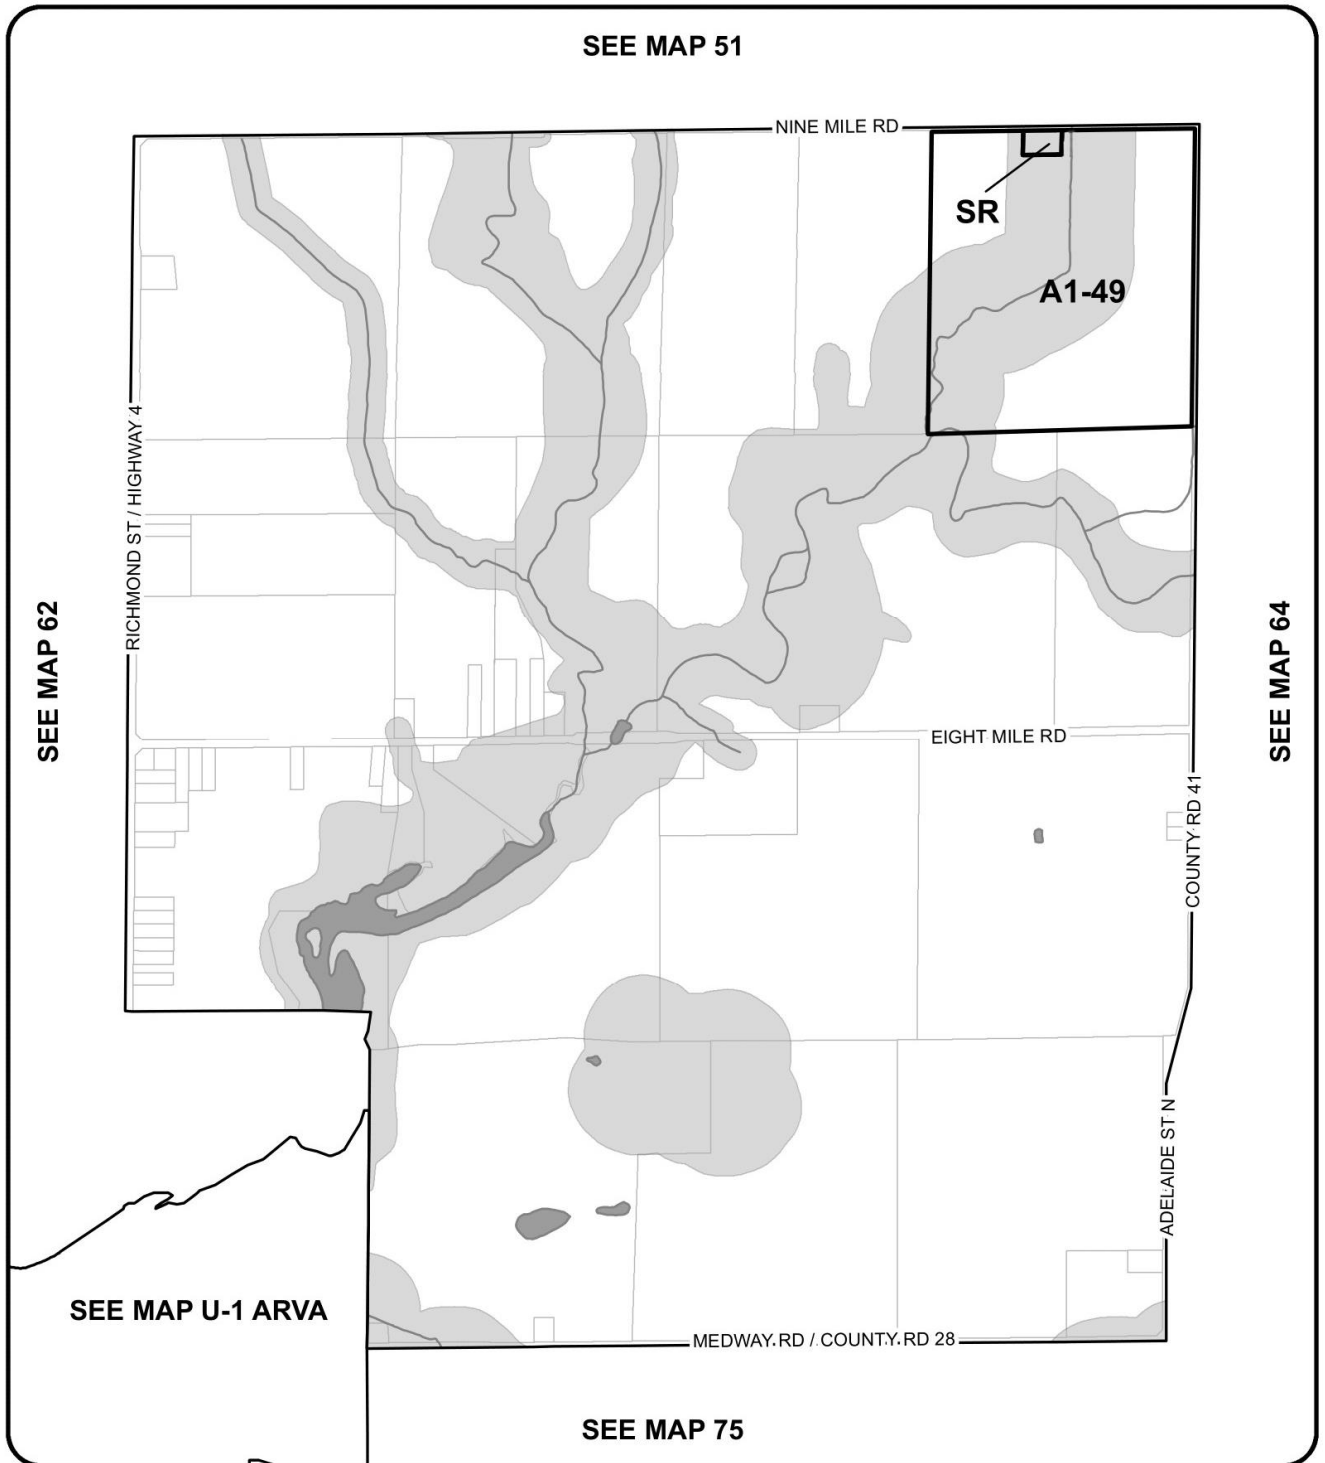 SEE MAP 51
NINE MILE RD
SR
A1-49
RICHMOND ST / HIGHWAY 4
SEE MAP 62
SEE MAP 64
EIGHT MILE RD
COUNTY RD 41
ADELAIDE ST N
SEE MAP U-1 ARVA
MEDWAY RD / COUNTY RD 28
SEE MAP 75